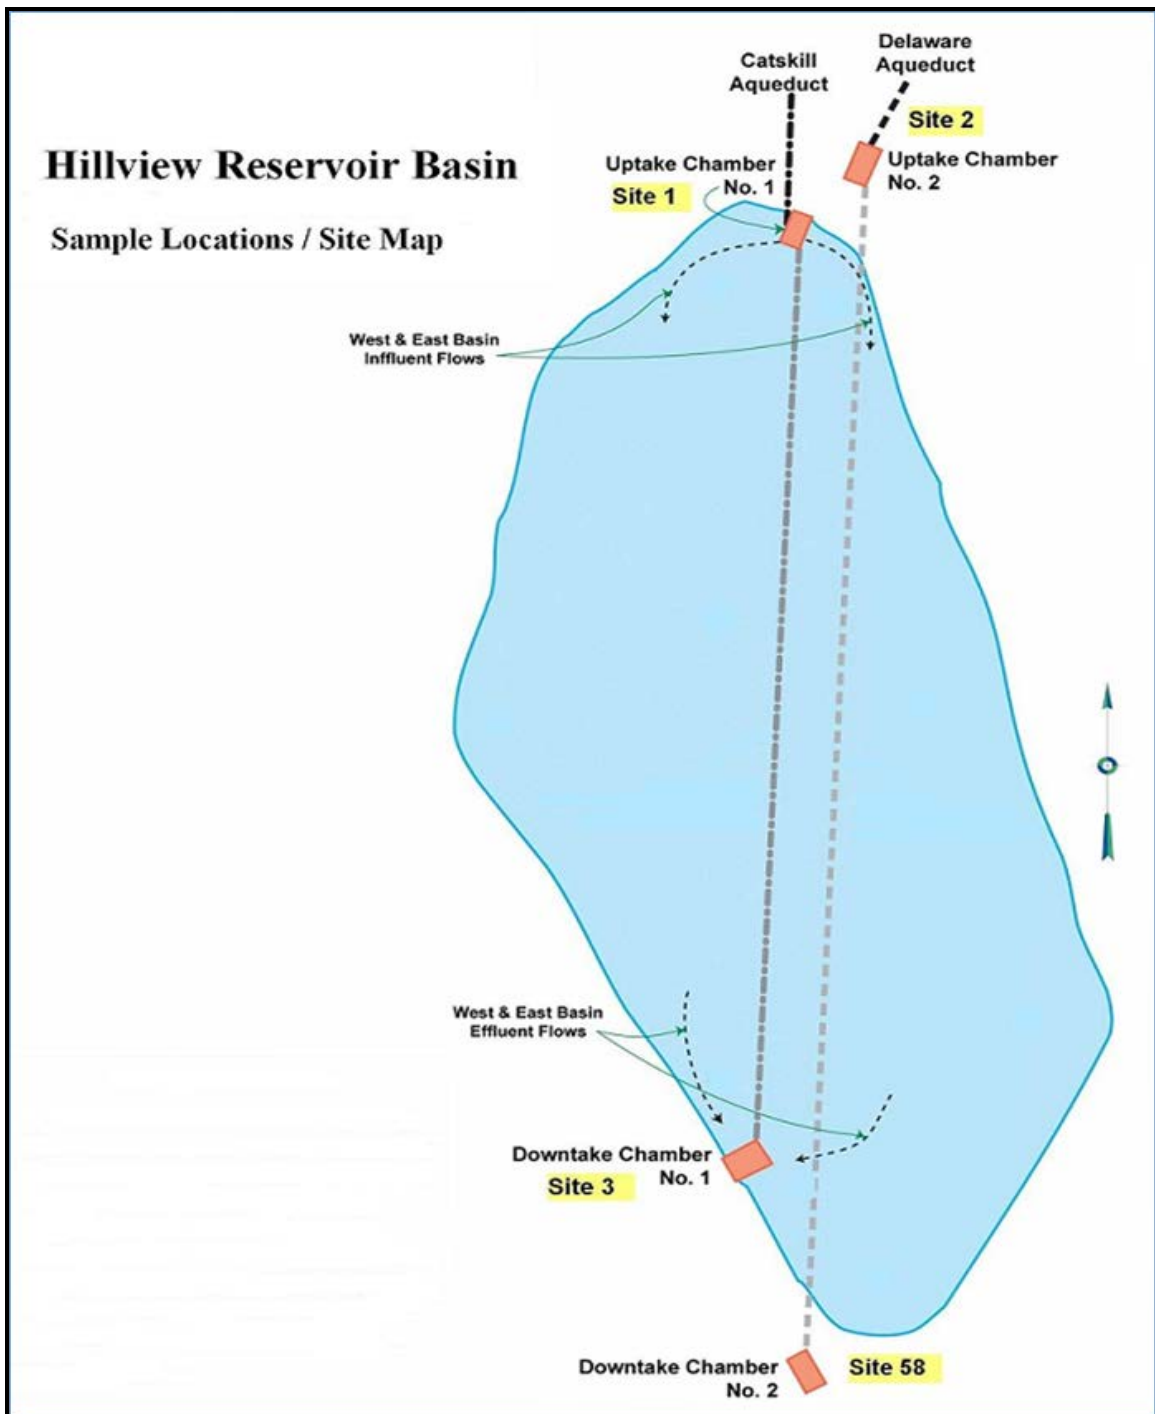 Delaware
Aqueduct
Catskill
Aqueduct
Site 2
Hillview Reservoir Basin
Uptake Chamber
No. 1
Site 1
Uptake Chamber
No. 2
Sample Locations / Site Map
West & East Basin
Inffluent Flows
West & East Basin
Effluent Flows
Downtake Chamber
No. 1
Site 3
Downtake Chamber
No. 2
Site 58